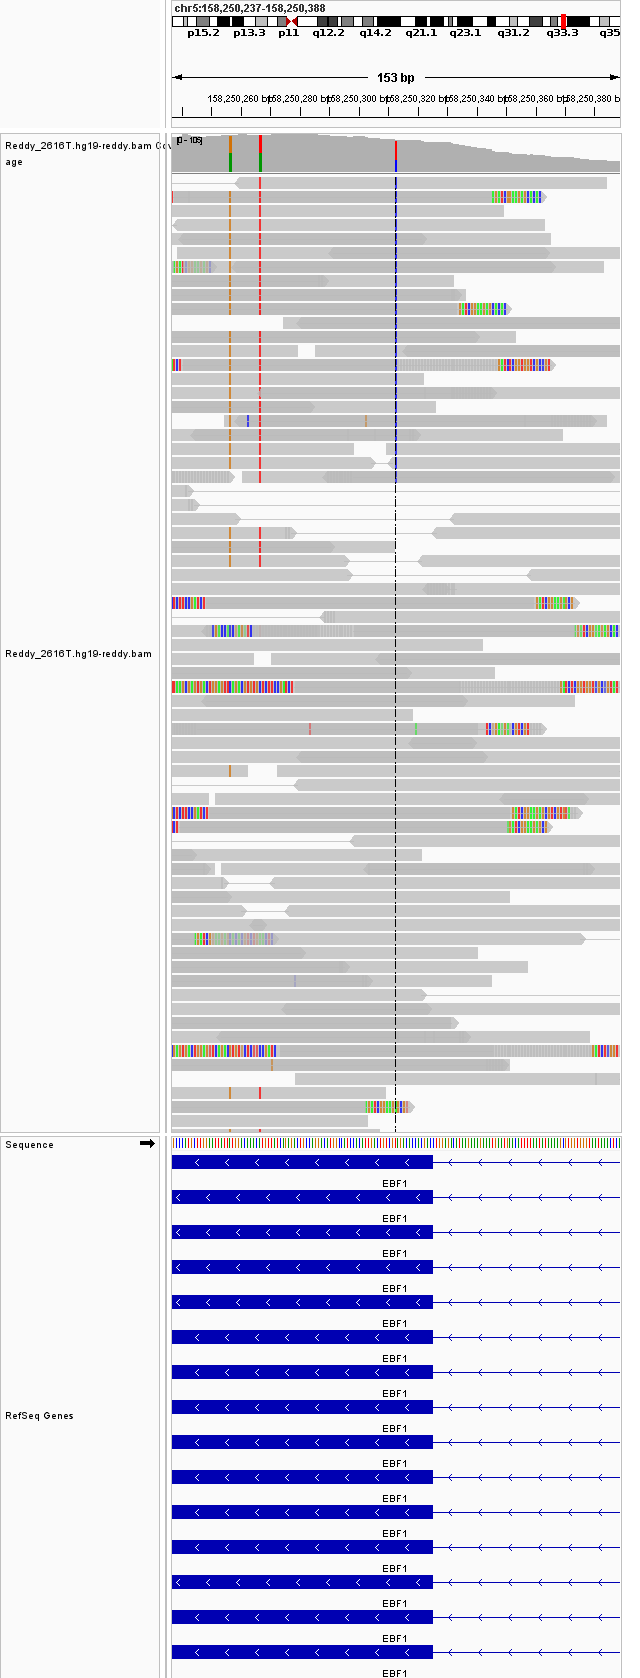 chr5:158,250,237-158,250,388
p15.2 p13.3 p11 q12.2 q14.2 q21.1 q23.1 q31.2 q33.3 q35
153 bp
158,250,260 bp 158,250,280 bp 158,250,300 bp 158,250,320 bp 158,250,340 bp 158,250,360 bp 158,250,380 b
Reddy_2616T.hg19-reddy.bam Cov
age
[0 - 106]
Reddy_2616T.hg19-reddy.bam
Sequence
EBF1
EBF1
EBF1
EBF1
EBF1
EBF1
EBF1
RefSeq Genes
EBF1
EBF1
EBF1
EBF1
EBF1
EBF1
EBF1
EBF1